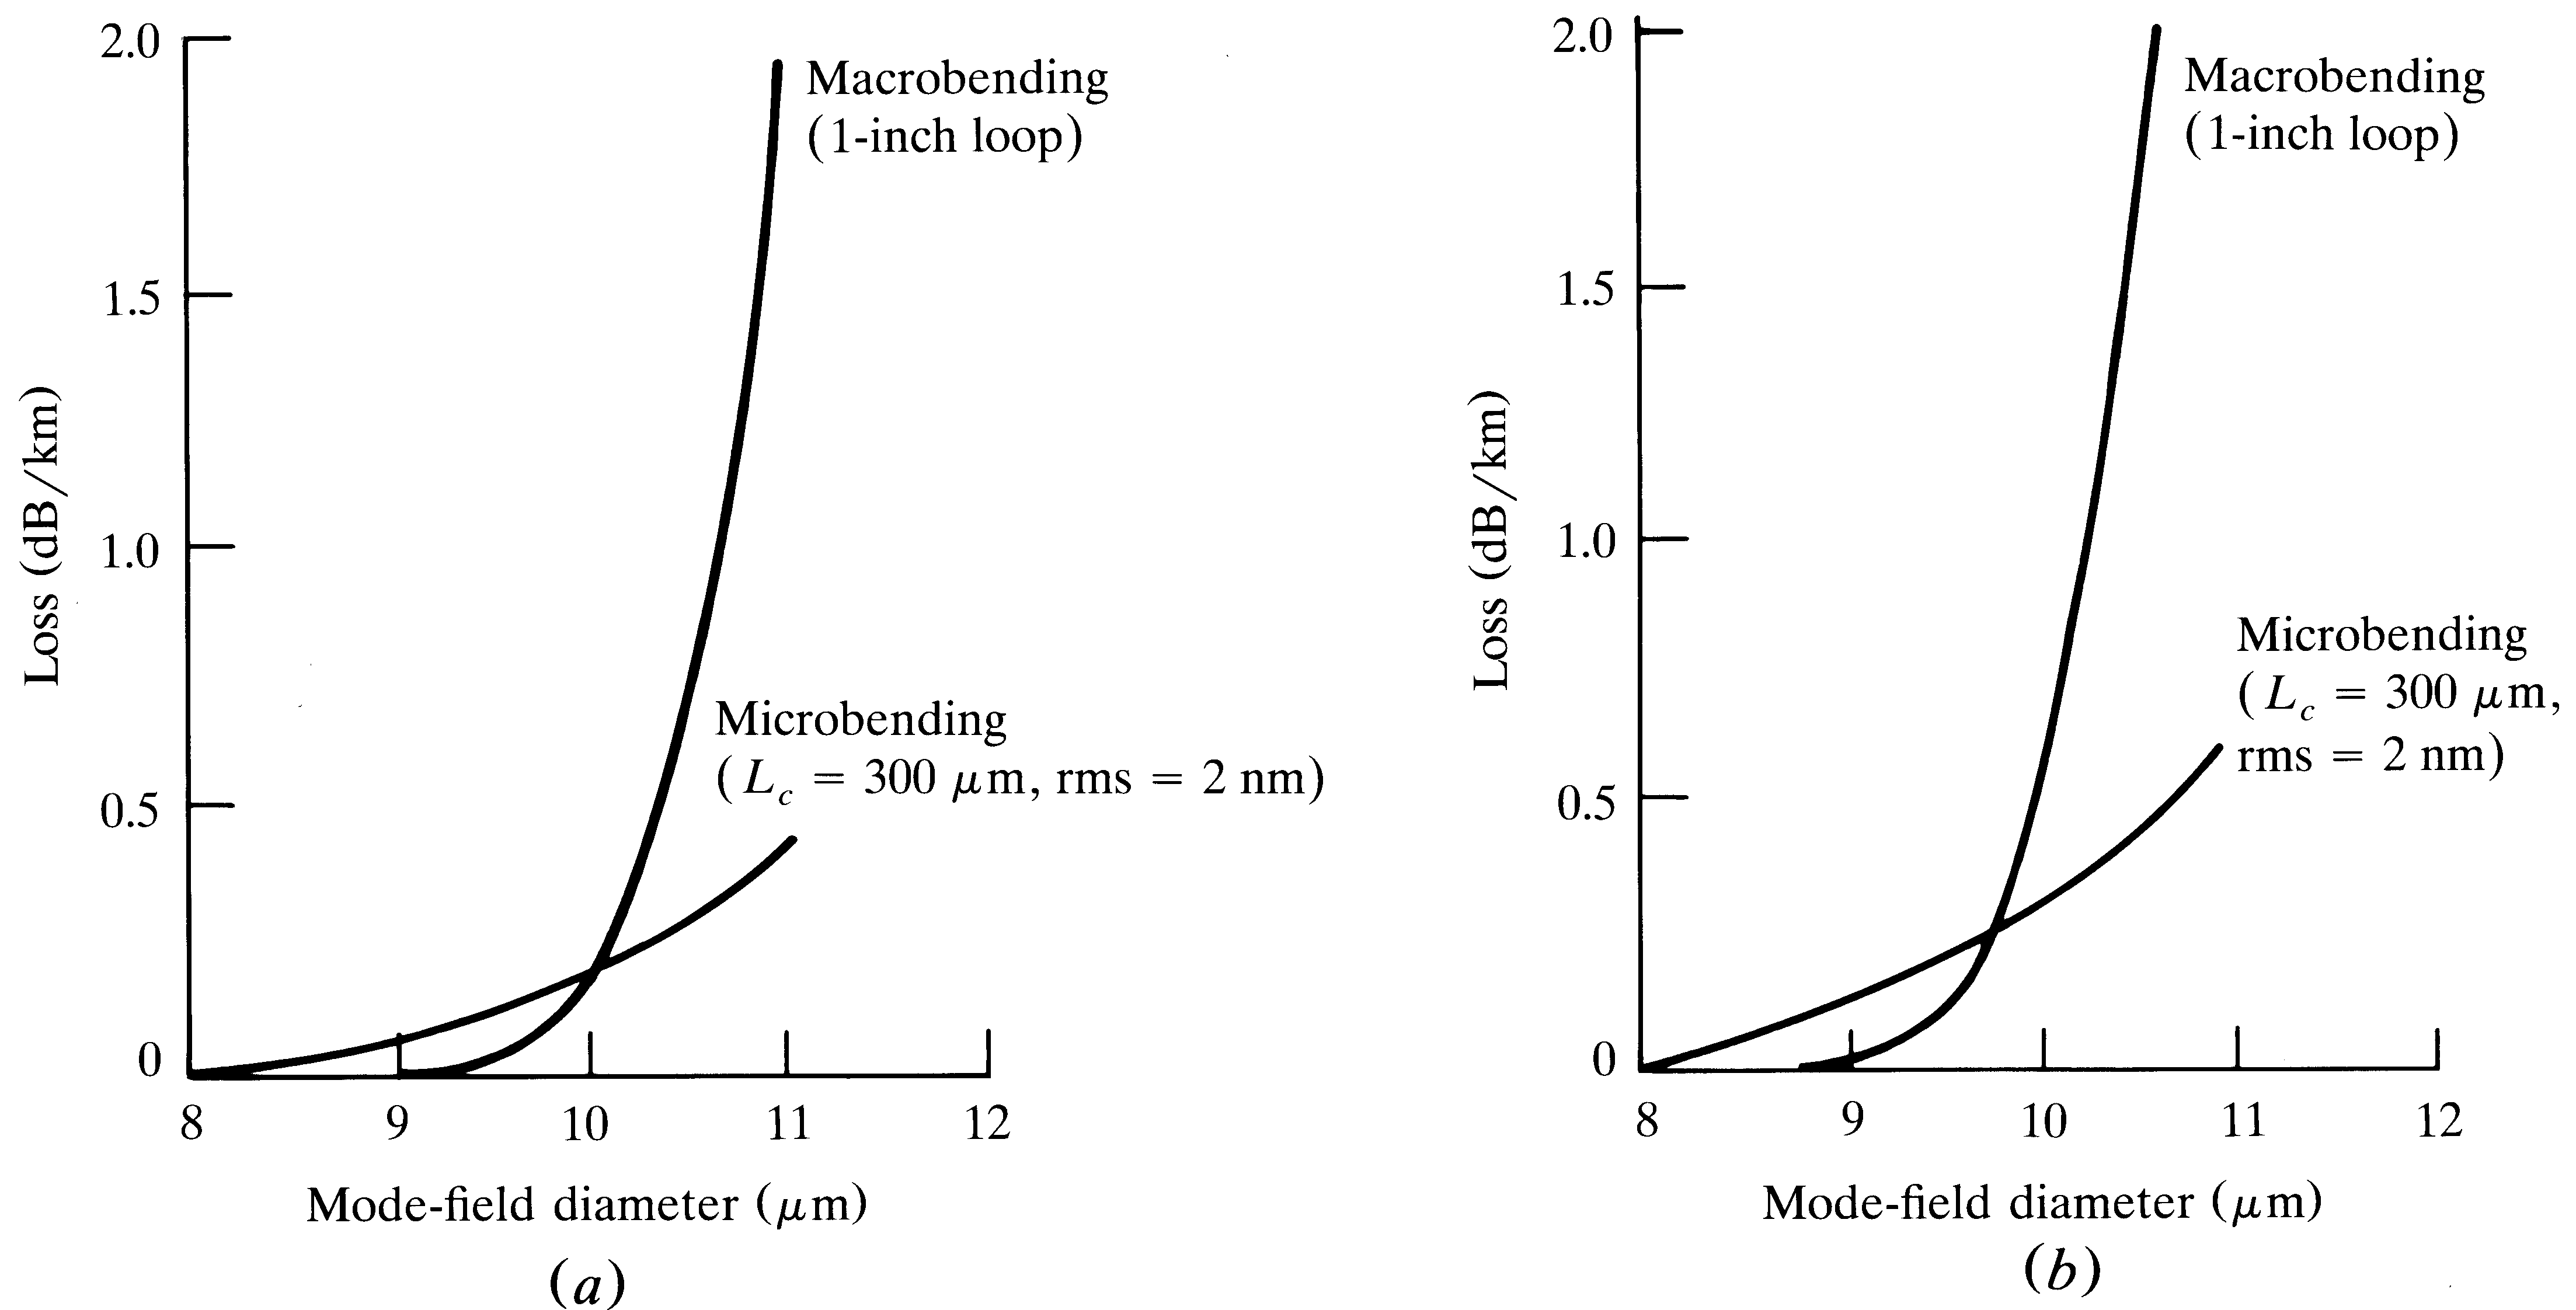 2.0
1.5
1.0
0.5
0
Loss (dB/km)
Macrobending
(1-inch loop)
Microbending
(L_c = 300 μm, rms = 2 nm)
8 9 10 11 12
Mode-field diameter (μm)
(a)
2.0
1.5
1.0
0.5
0
Loss (dB/km)
Macrobending
(1-inch loop)
Microbending
(L_c = 300 μm,
rms = 2 nm)
8 9 10 11 12
Mode-field diameter (μm)
(b)